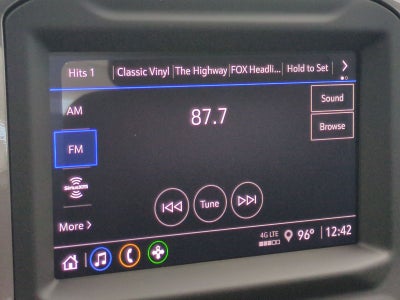 Hits 1 Classic Vinyl The Highway FOX Headli... Hold to Set
AM
87.7
Sound
FM
Browse
SiriusXM
Tune
More
4G LTE
96° 12:42